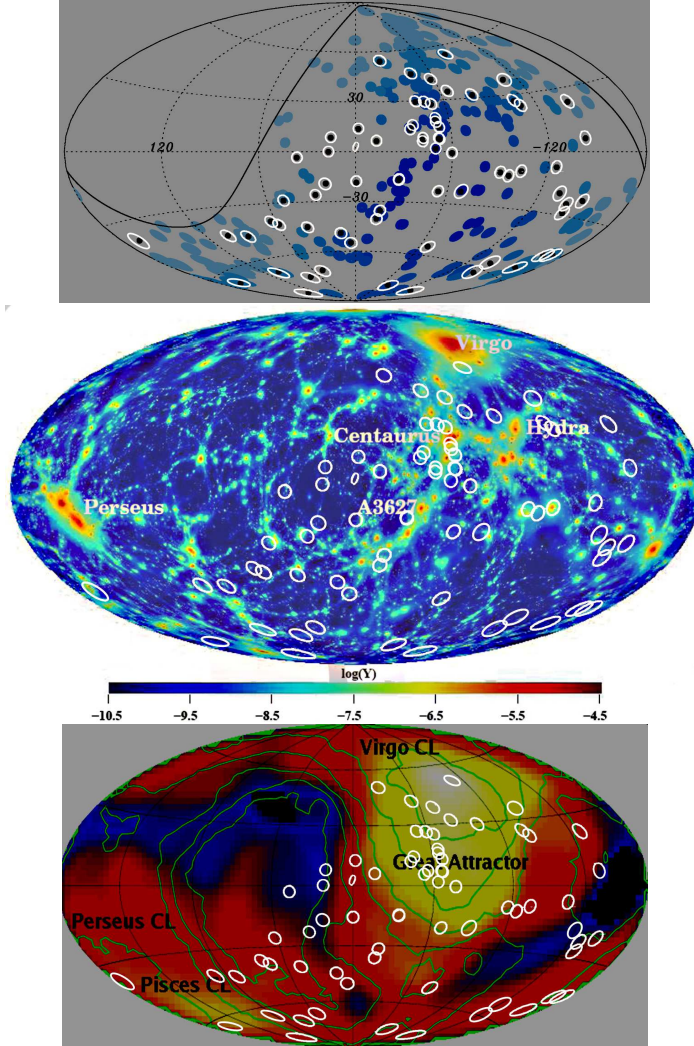 30
120
−120
−30
Virgo
Centaurus
Hydra
Perseus
A3627
log(Y)
−10.5 −9.5 −8.5 −7.5 −6.5 −5.5 −4.5
Virgo CL
Great Attractor
Perseus CL
Pisces CL